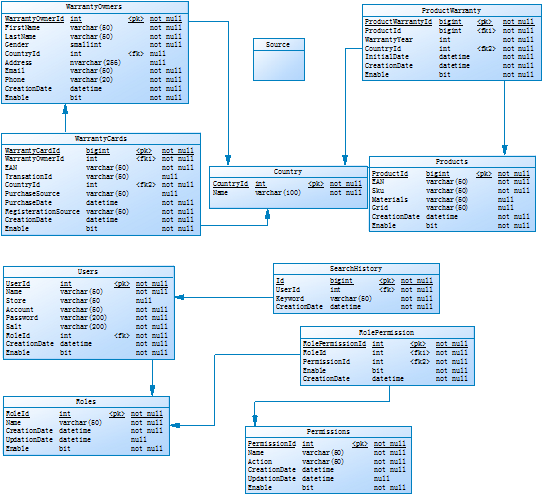 WarrantyOwners
WarrantyOwnerId int <pk> not null
FirstName varchar(50) not null
LastName varchar(50) not null
Gender smallint not null
CountryId int <fk>
Address nvarchar(256) null
Email varchar(50) not null
Phone varchar(20) not null
CreationDate datetime not null
Enable bit not null
Source
ProductWarranty
ProductWarrantyId bigint <pk> not null
ProductId bigint <fk1> not null
WarrantyYear int not null
CountryId int <fk2> not null
InitialDate datetime not null
CreationDate datetime not null
Enable bit not null
WarrantyCards
WarrantyCardId bigint <pk> not null
WarrantyOwnerId int <fk1> not null
EAN varchar(50) not null
TransationId varchar(50) null
CountryId int <fk2> not null
PurchaseSource varchar(50) null
PurchaseDate datetime not null
RegisterationSource varchar(50) not null
CreationDate datetime not null
Enable bit not null
Country
CountryId int <pk> not null
Name varchar(100) not null
Products
ProductId bigint <pk> not null
EAN varchar(50) not null
Sku varchar(50) not null
Materials varchar(50) null
Grid varchar(50) null
CreationDate datetime not null
Enable bit not null
Users
UserId int <pk> not null
Name varchar(50) not null
Store varchar(50 null
Account varchar(50) not null
Password varchar(200) not null
Salt varchar(200) not null
RoleId int <fk> not null
CreationDate datetime not null
Enable bit not null
SearchHistory
Id bigint <pk> not null
UserId int <fk> not null
Keyword varchar(50) not null
CreationDate datetime not null
RolePermission
RolePermissionId int <pk> not null
RoleId int <fk1> not null
PermissionId int <fk2> not null
Enable bit not null
CreationDate datetime not null
Roles
RoleId int <pk> not null
Name varchar(50) not null
CreationDate datetime not null
UpdationDate datetime null
Enable bit not null
Permissions
PermissionId int <pk> not null
Name varchar(50) not null
Action varchar(50) not null
CreationDate datetime not null
UpdationDate datetime null
Enable bit not null